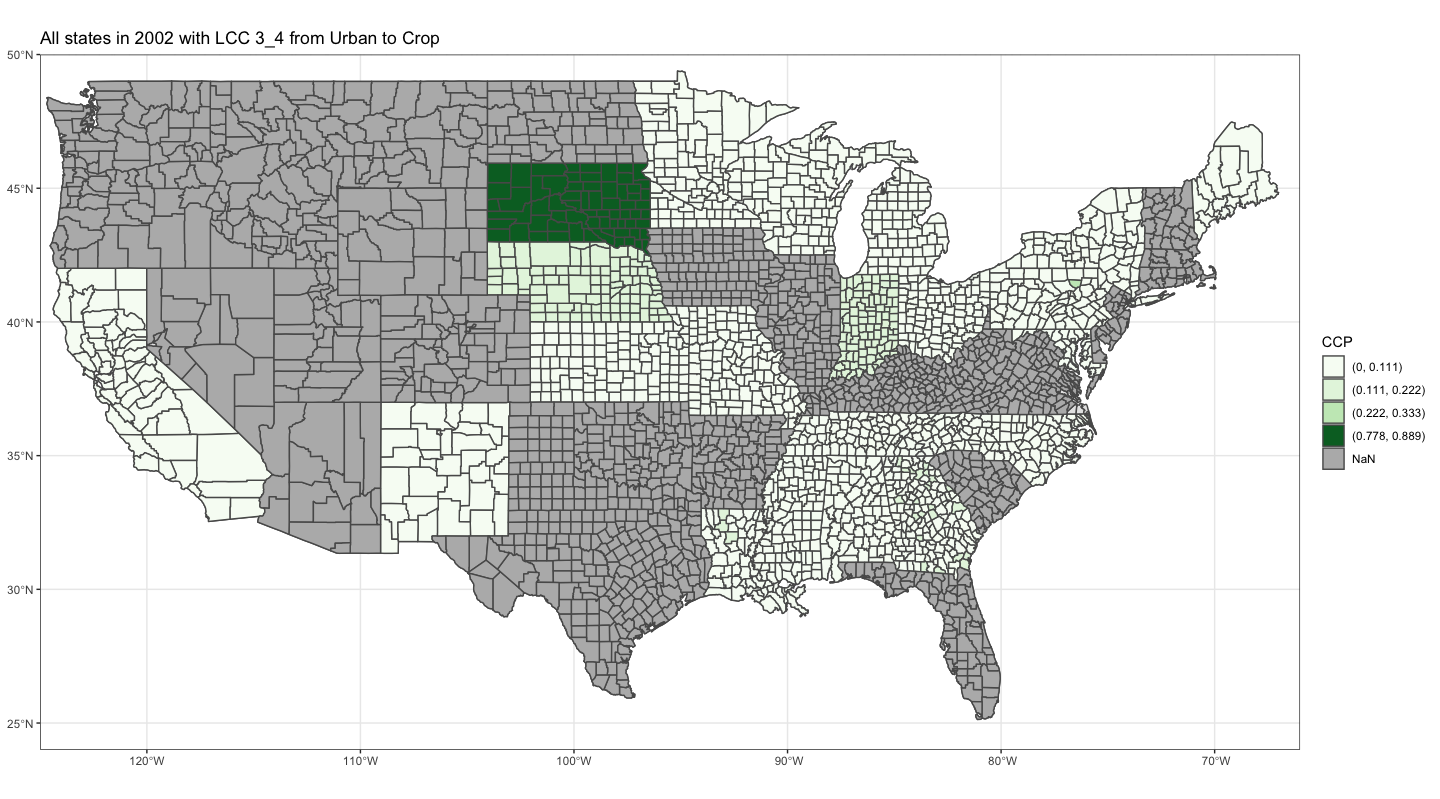 All states in 2002 with LCC 3_4 from Urban to Crop
50°N
45°N
40°N
35°N
30°N
25°N
120°W
110°W
100°W
90°W
80°W
70°W
CCP
(0, 0.111)
(0.111, 0.222)
(0.222, 0.333)
(0.778, 0.889)
NaN